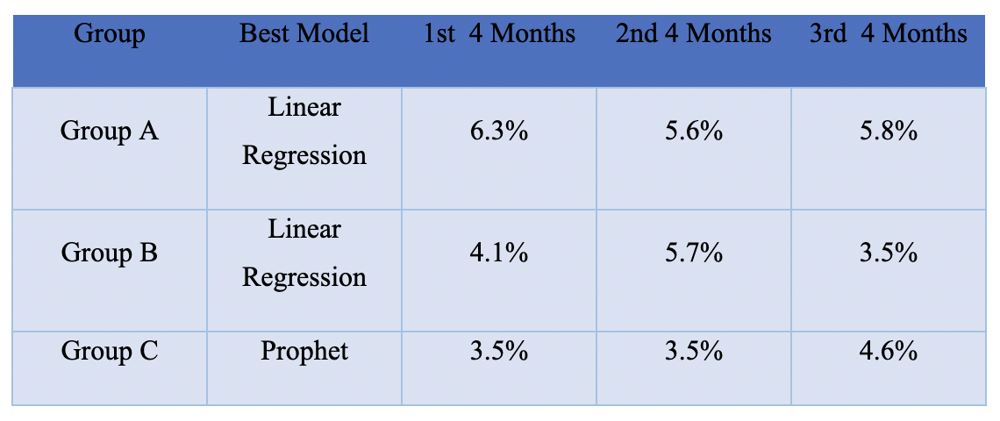 Group Best Model 1st 4 Months 2nd 4 Months 3rd 4 Months
Group A Linear Regression 6.3% 5.6% 5.8%
Group B Linear Regression 4.1% 5.7% 3.5%
Group C Prophet 3.5% 3.5% 4.6%